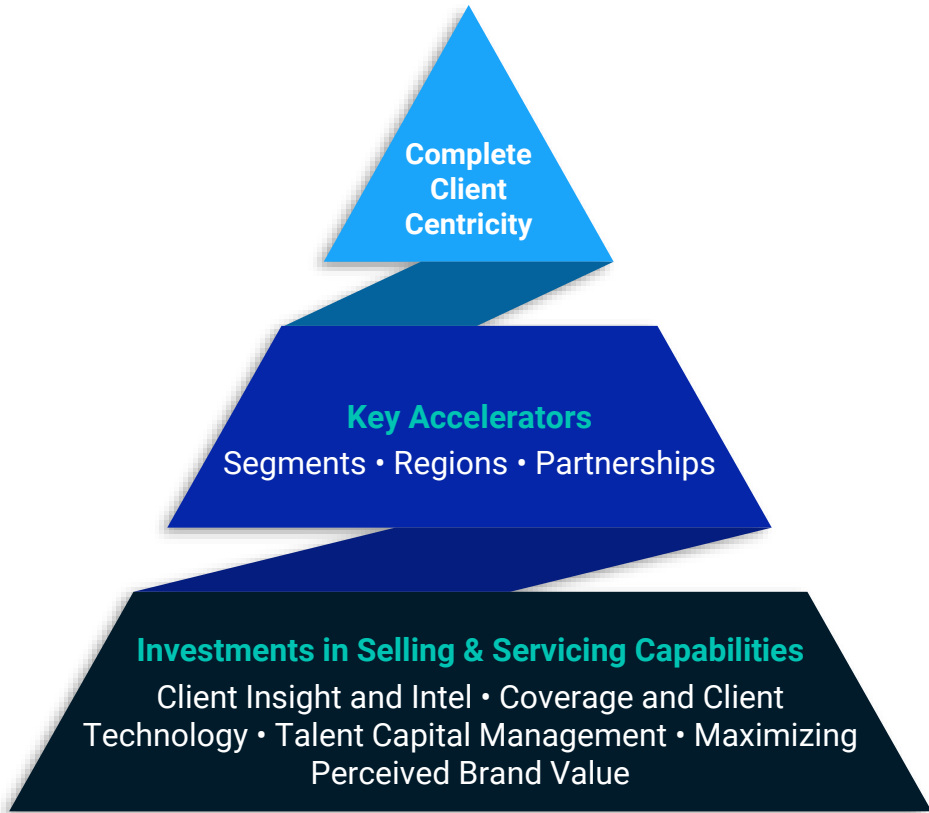 Complete
Client
Centricity
Key Accelerators
Segments • Regions • Partnerships
Investments in Selling & Servicing Capabilities
Client Insight and Intel • Coverage and Client
Technology • Talent Capital Management • Maximizing
Perceived Brand Value